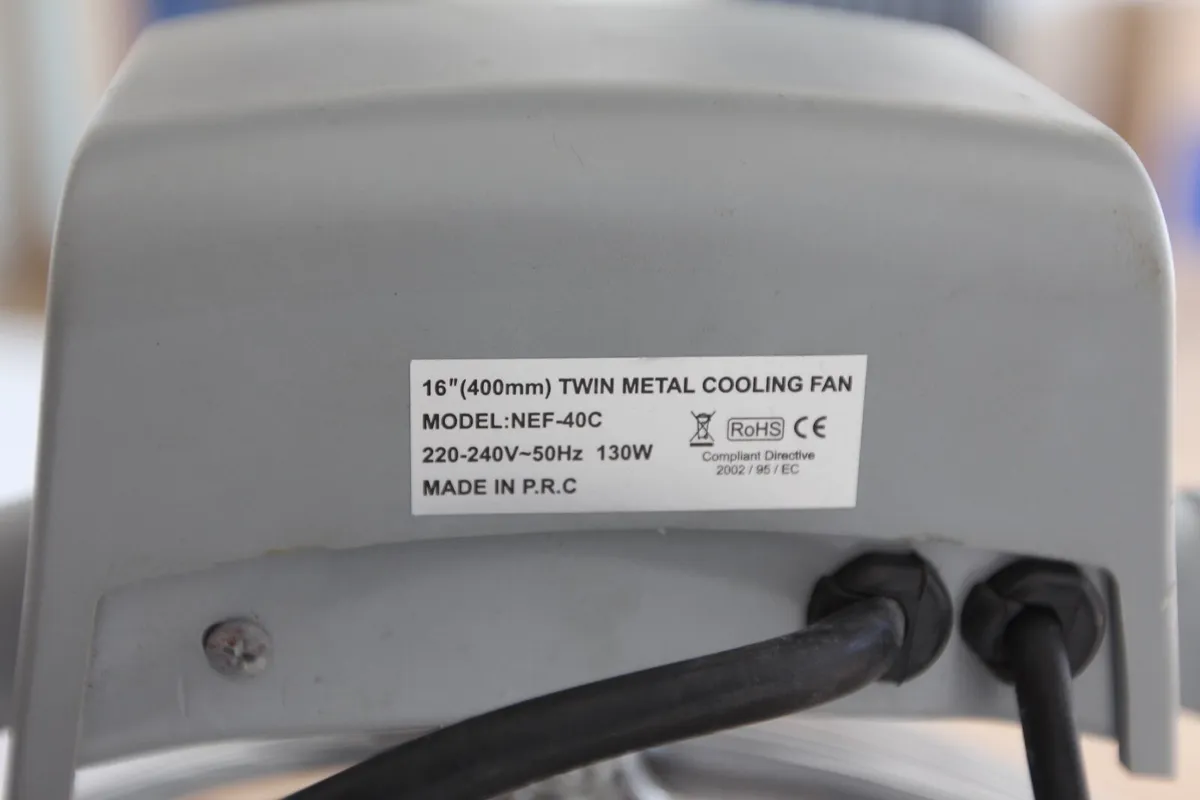 16"(400mm) TWIN METAL COOLING FAN
MODEL:NEF-40C
220-240V~50Hz 130W
MADE IN P.R.C
RoHS CE
Compliant Directive
2002 / 95 / EC